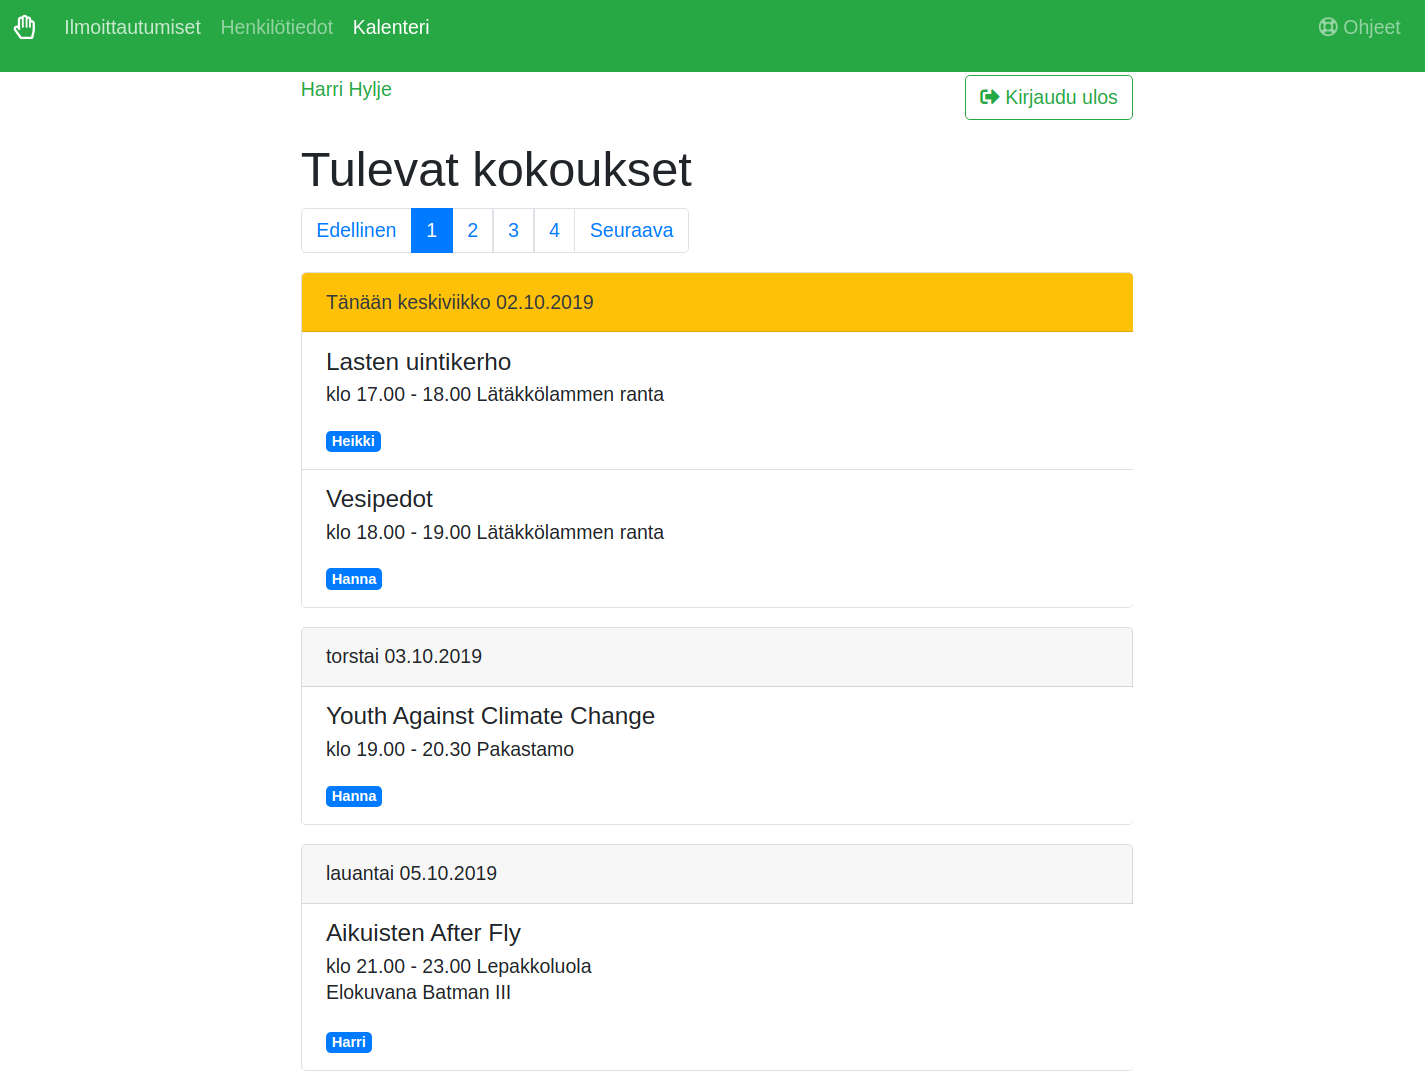 Ilmoittautumiset Henkilötiedot Kalenteri Ohjeet
Harri Hylje Kirjaudu ulos
Tulevat kokoukset
Edellinen 1 2 3 4 Seuraava
Tänään keskiviikko 02.10.2019
Lasten uintikerho
klo 17.00 - 18.00 Lätäkkölammen ranta
Heikki
Vesipedot
klo 18.00 - 19.00 Lätäkkölammen ranta
Hanna
torstai 03.10.2019
Youth Against Climate Change
klo 19.00 - 20.30 Pakastamo
Hanna
lauantai 05.10.2019
Aikuisten After Fly
klo 21.00 - 23.00 Lepakkoluola
Elokuvana Batman III
Harri